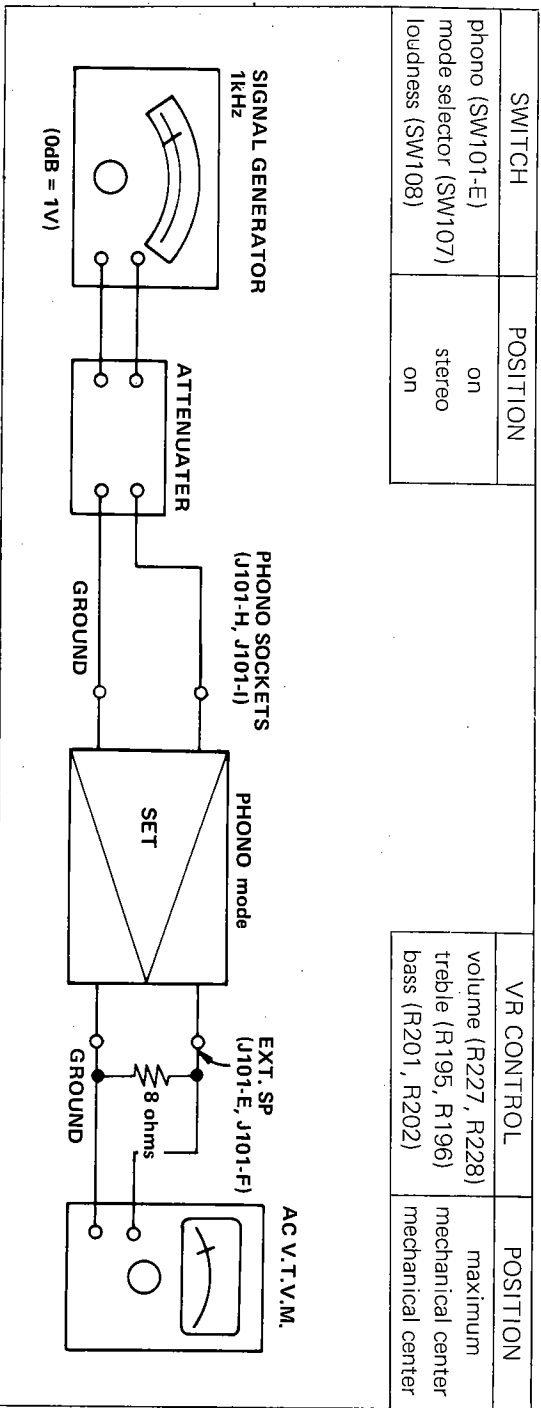 SWITCH POSITION
phono (SW101-E) on
mode selector (SW107) stereo
loudness (SW108) on
VR CONTROL POSITION
volume (R227, R228) maximum
treble (R195, R196) mechanical center
bass (R201, R202) mechanical center
SIGNAL GENERATOR
1kHz
(0dB = 1V)
ATTENUATER
PHONO SOCKETS
(J101-H, J101-I)
GROUND
PHONO mode
SET
EXT. SP
(J101-E, J101-F)
8 ohms
GROUND
AC V.T.V.M.